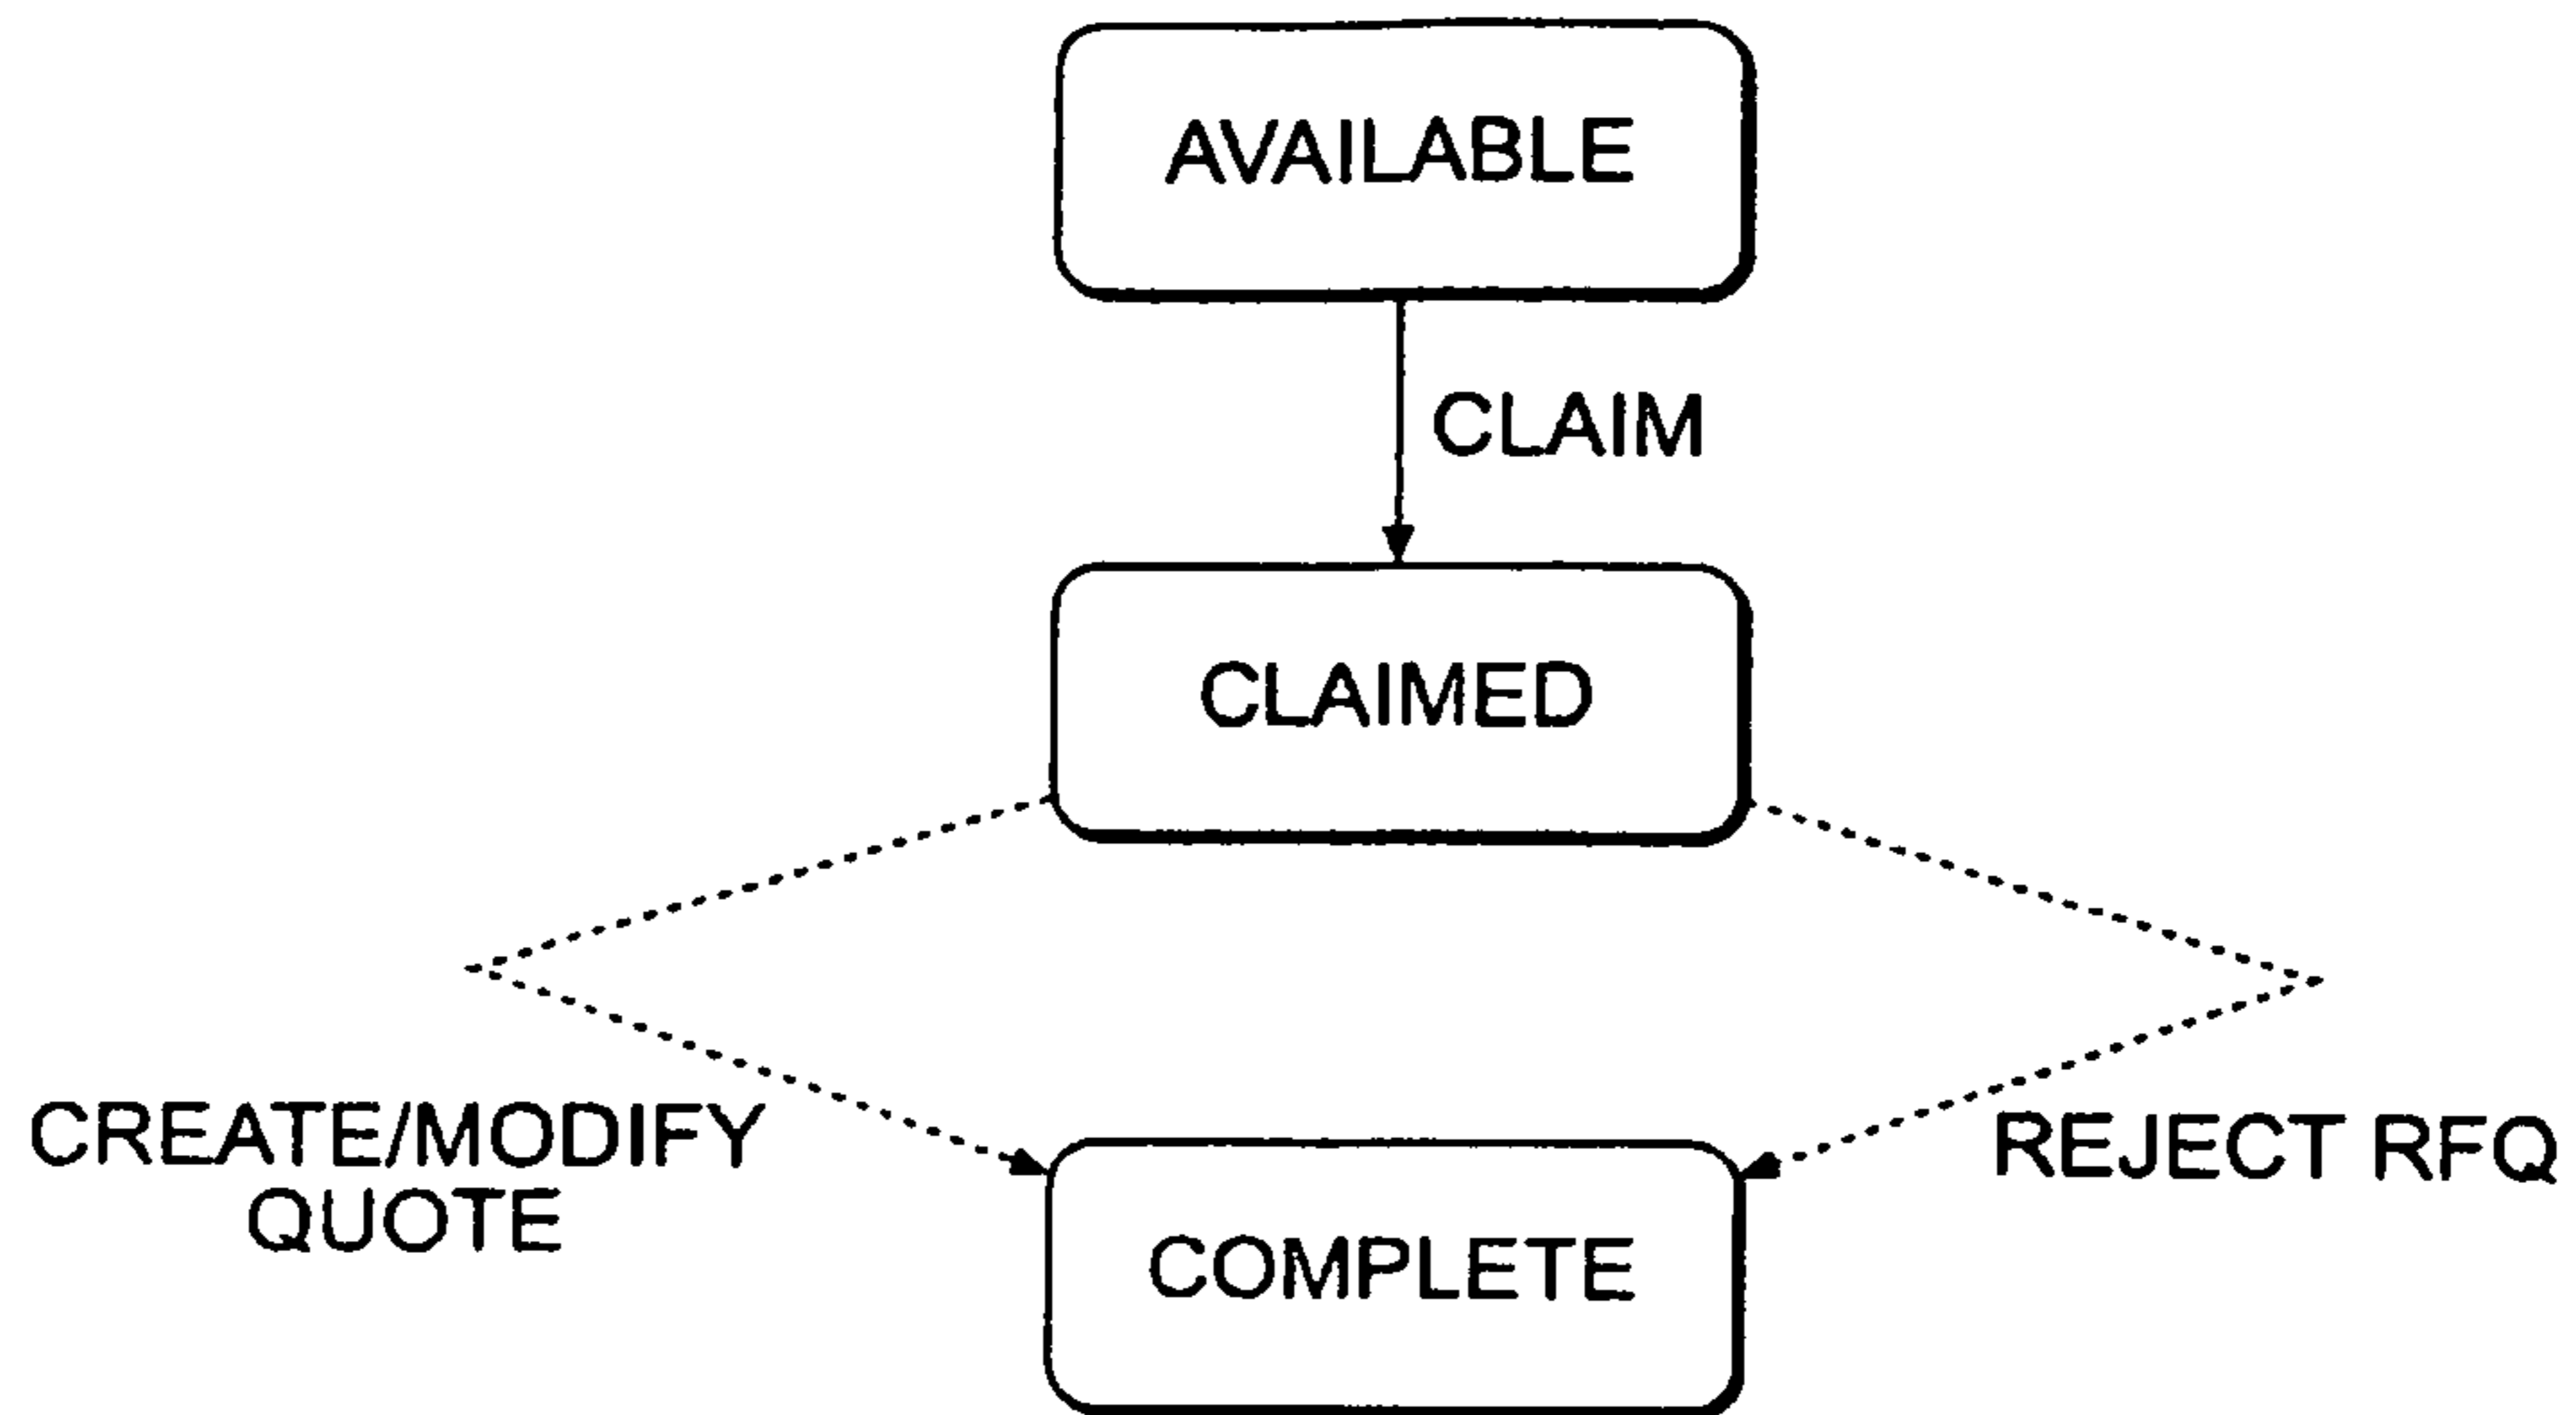 AVAILABLE
CLAIM
CLAIMED
CREATE/MODIFY
QUOTE
REJECT RFQ
COMPLETE